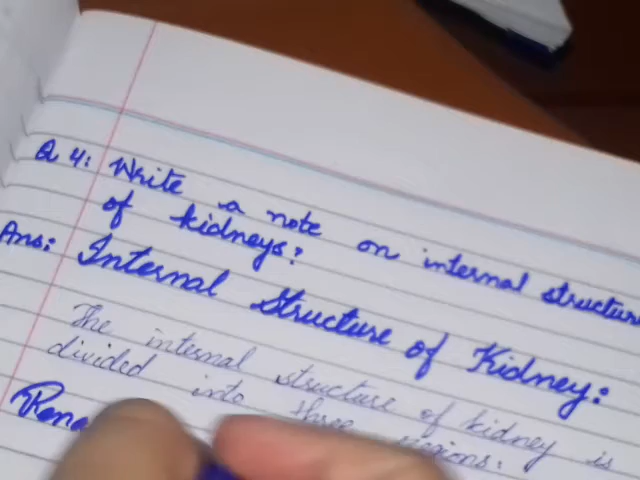 Q 4: Write a note on internal structure
of kidneys?
Ans: Internal Structure of Kidney:
The internal structure of kidney is
divided into three regions:
Rena